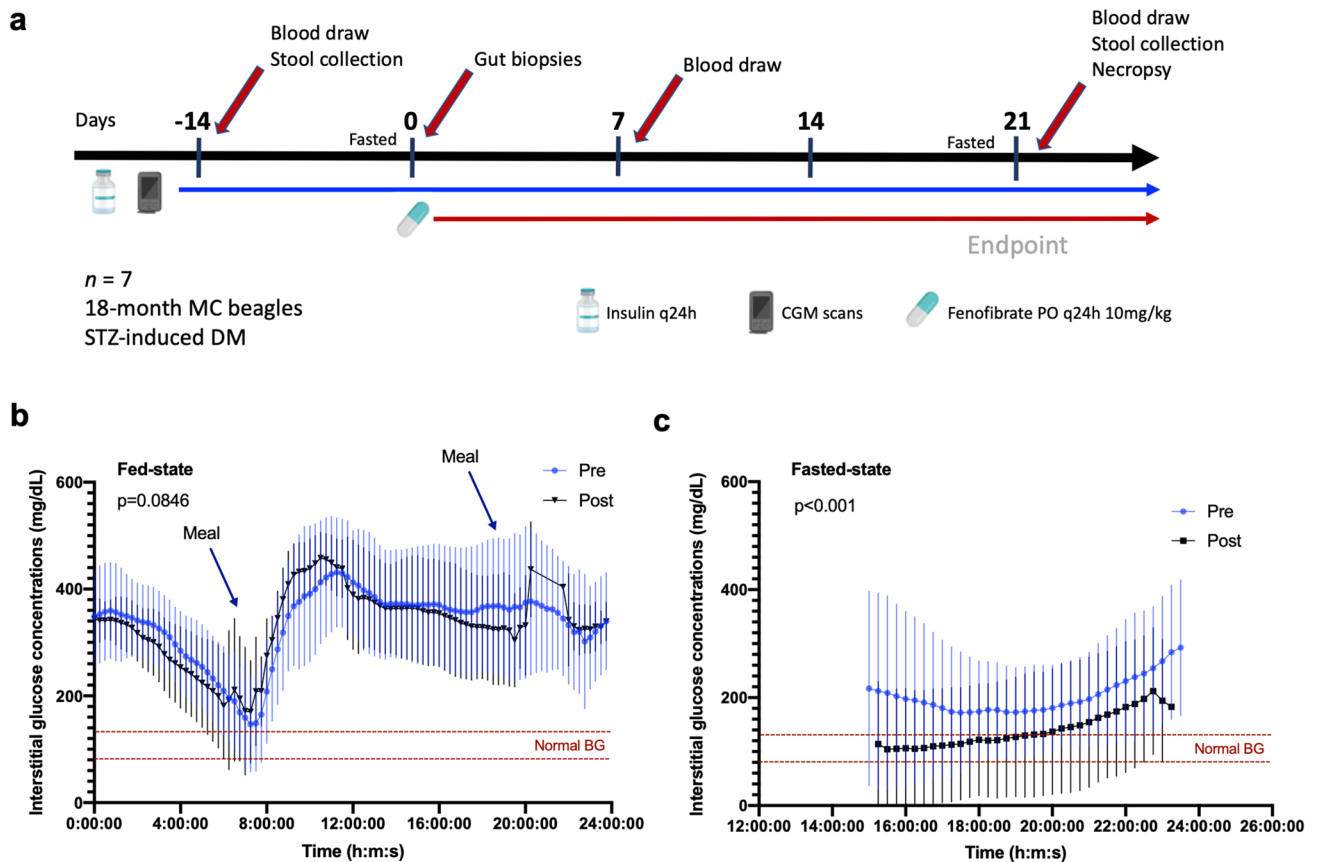 a
Blood draw
Stool collection
Gut biopsies
Blood draw
Blood draw
Stool collection
Necropsy
Days
-14
Fasted
0
7
14
Fasted
21
Endpoint
n = 7
18-month MC beagles
STZ-induced DM
Insulin q24h
CGM scans
Fenofibrate PO q24h 10mg/kg
b
Fed-state
p=0.0846
Meal
Meal
Pre
Post
Normal BG
Interstitial glucose concentrations (mg/dL)
600
400
200
0
0:00:00
4:00:00
8:00:00
12:00:00
16:00:00
20:00:00
24:00:00
Time (h:m:s)
c
Fasted-state
p<0.001
Pre
Post
Normal BG
Interstitial glucose concentrations (mg/dL)
600
400
200
0
12:00:00
14:00:00
16:00:00
18:00:00
20:00:00
22:00:00
24:00:00
26:00:00
Time (h:m:s)